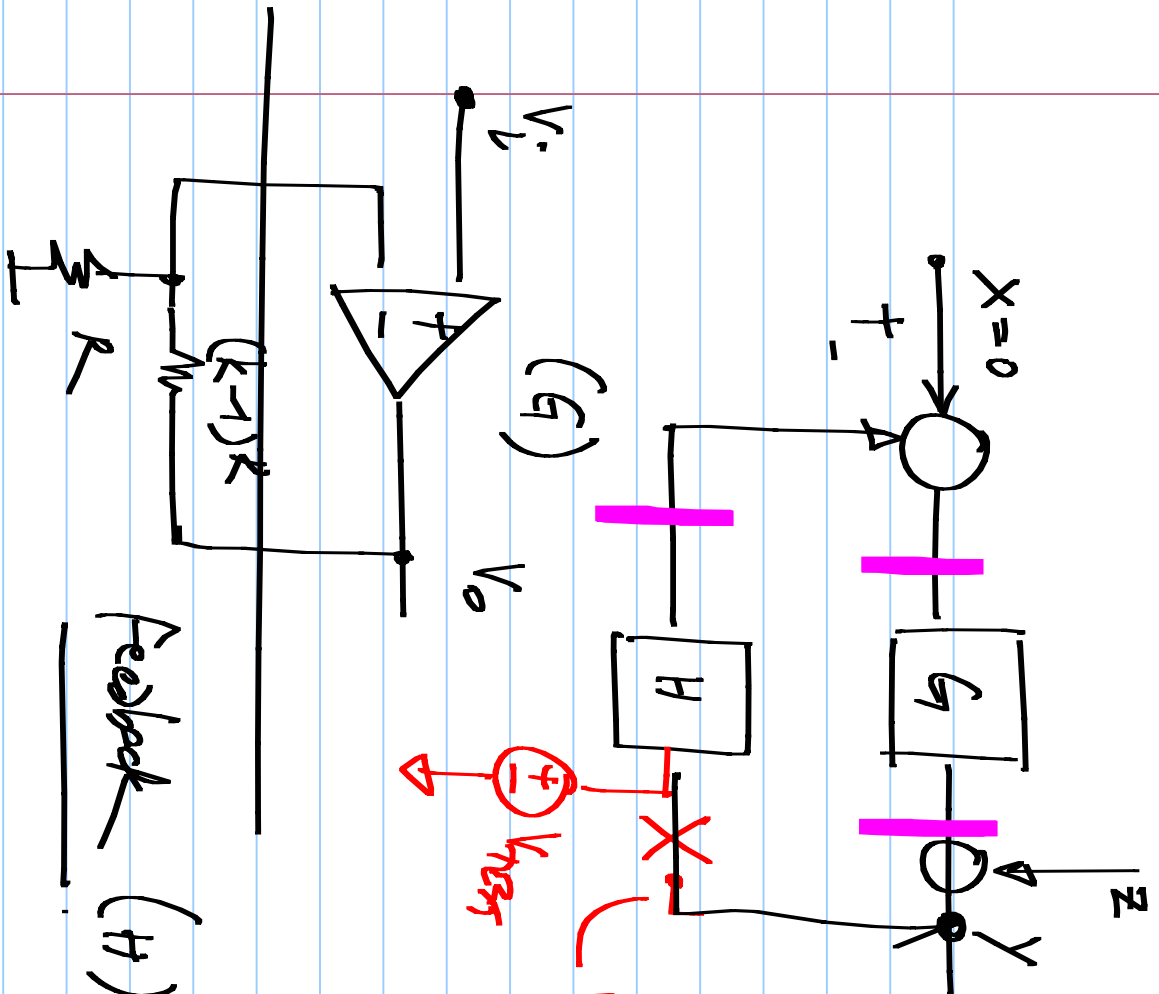 Z
X=0
Y
+
G
-
H
+
-
Vtest
(G)
Vi
Vo
+
-
(K-1)R
R
Feedback (H)